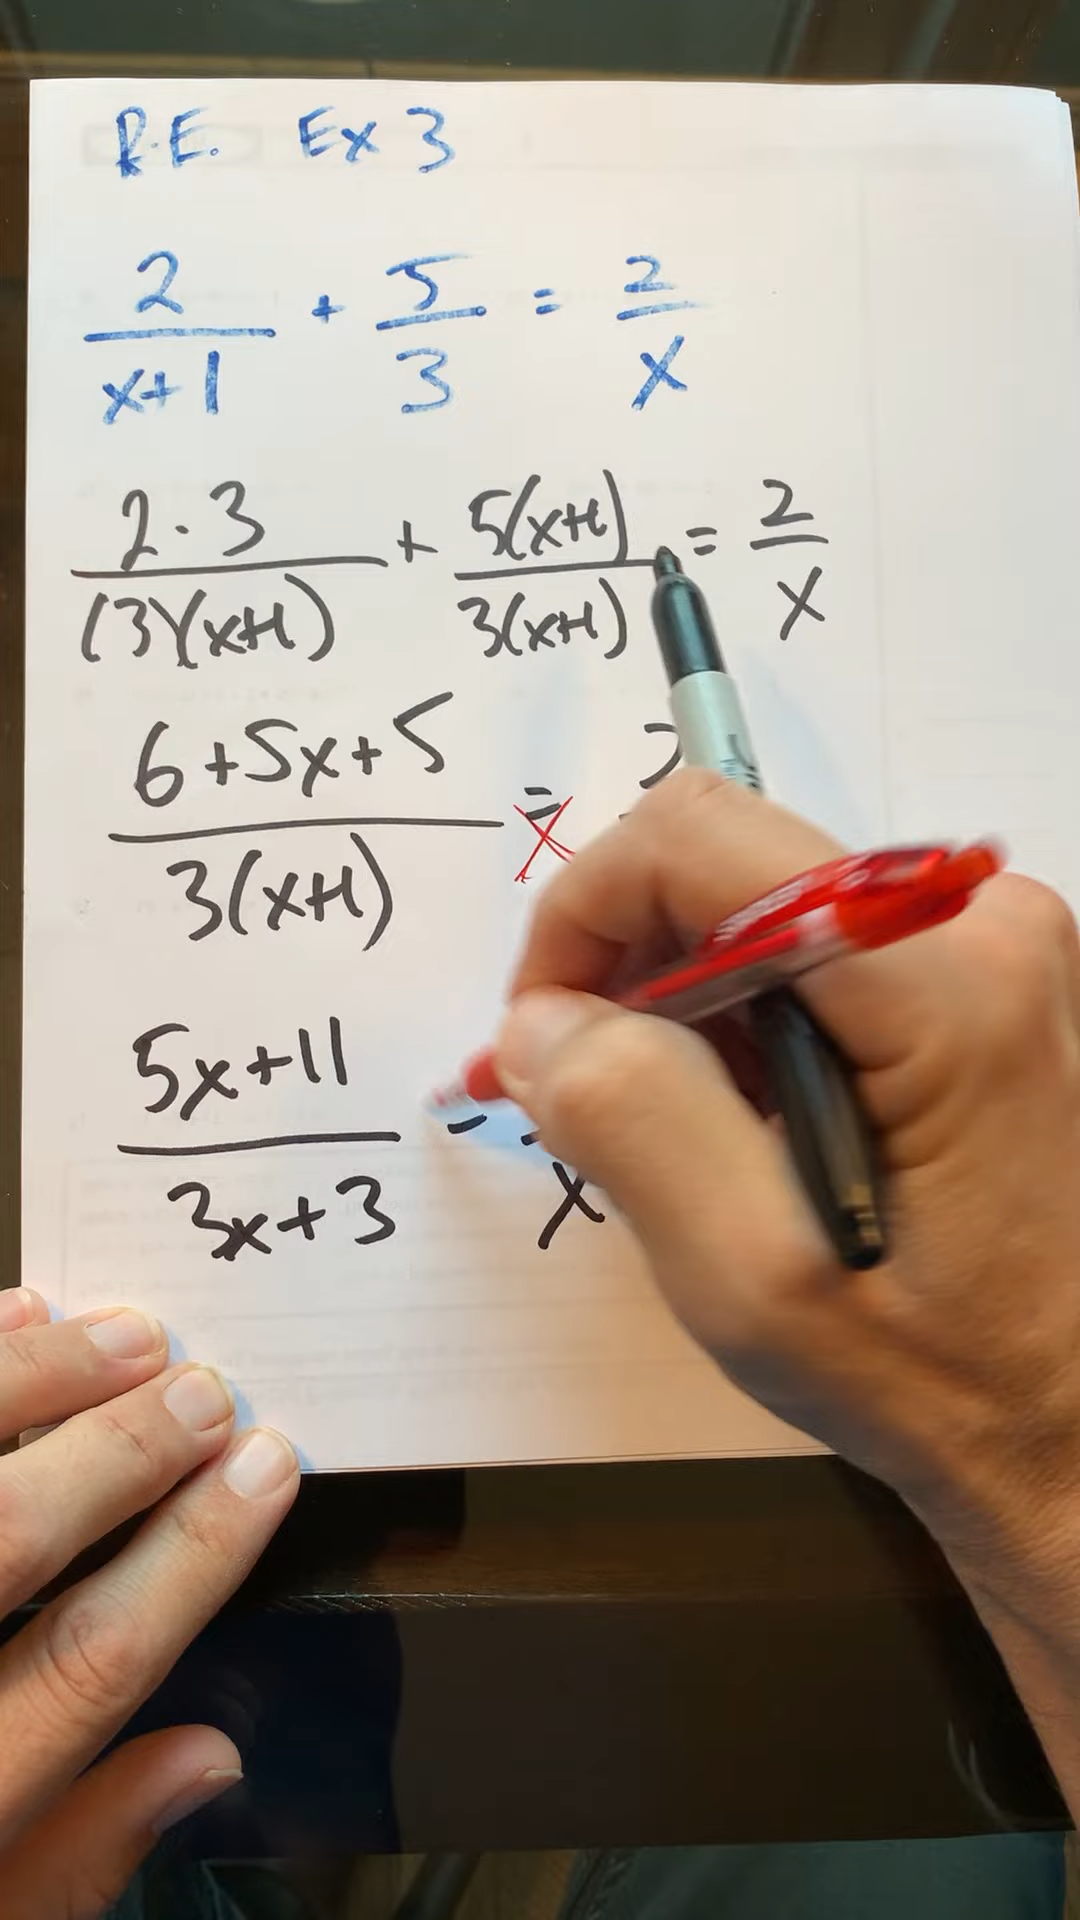 R.E. Ex 3
2/(x+1) + 5/3 = 2/x
2·3/((3)(x+1)) + 5(x+1)/(3(x+1)) = 2/x
(6+5x+5)/(3(x+1)) = 2
(5x+11)/(3x+3) = /x